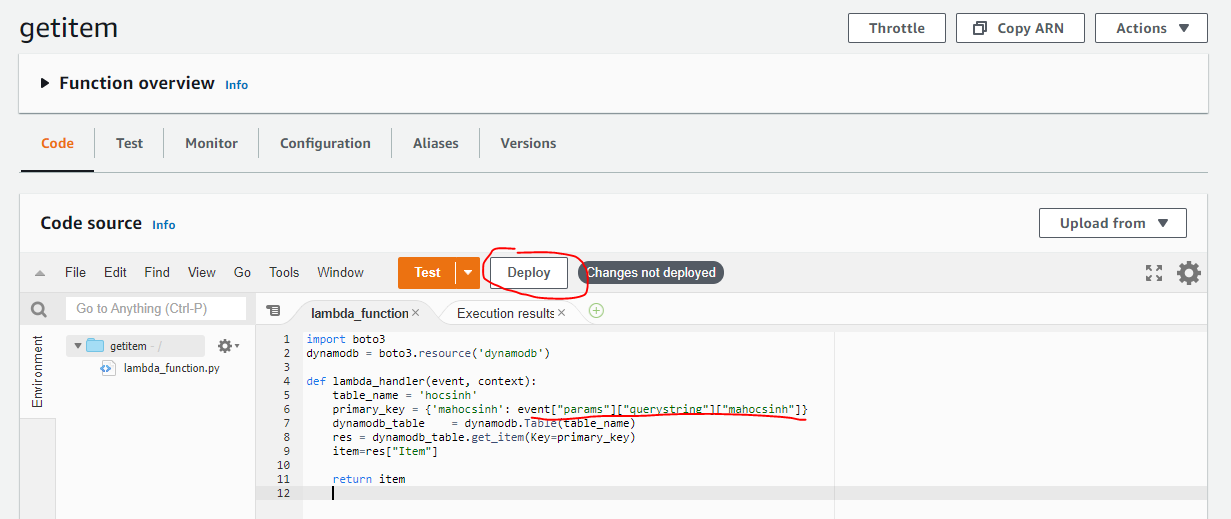 getitem
Throttle
Copy ARN
Actions
Function overview Info
Code
Test
Monitor
Configuration
Aliases
Versions
Code source Info
Upload from
File Edit Find View Go Tools Window
Test
Deploy
Changes not deployed
Go to Anything (Ctrl-P)
lambda_function
Execution results
Environment
getitem - /
lambda_function.py
1 import boto3
2 dynamodb = boto3.resource('dynamodb')
3
4 def lambda_handler(event, context):
5 table_name = 'hocsinh'
6 primary_key = {'mahocsinh': event["params"]["querystring"]["mahocsinh"]}
7 dynamodb_table    = dynamodb.Table(table_name)
8 res = dynamodb_table.get_item(Key=primary_key)
9 item=res["Item"]
10
11 return item
12